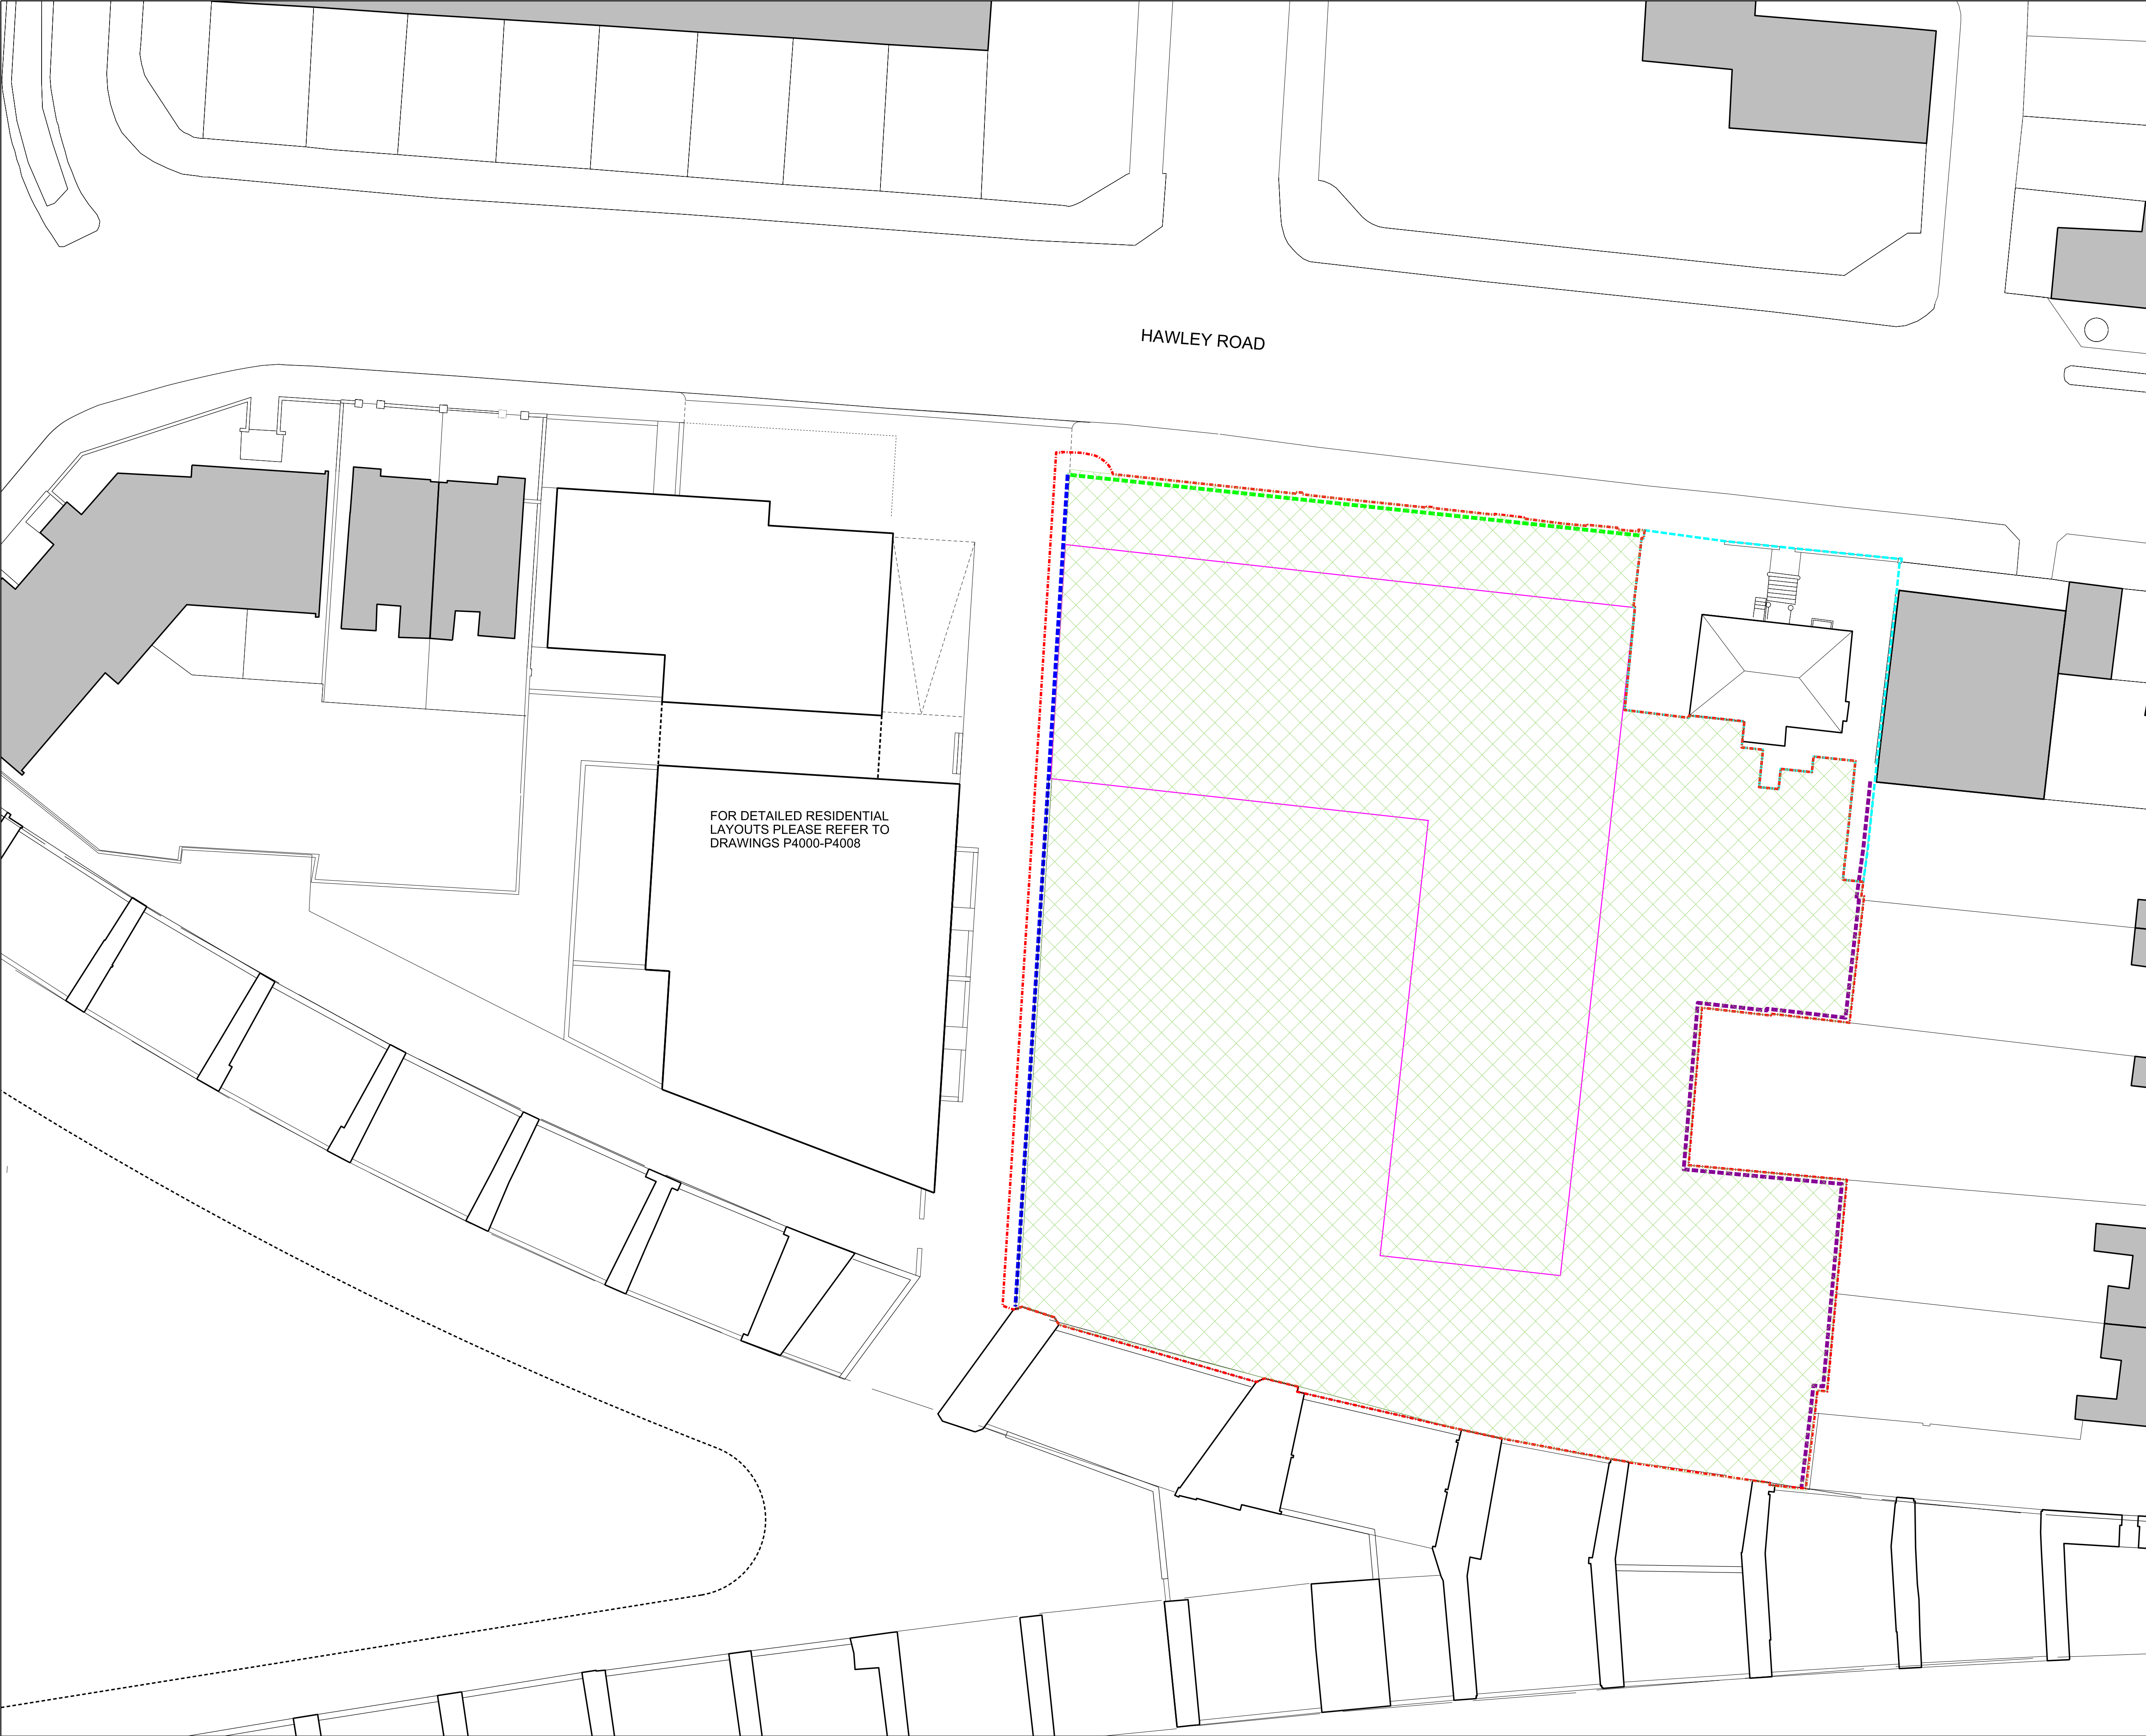 HAWLEY ROAD
FOR DETAILED RESIDENTIAL
LAYOUTS PLEASE REFER TO
DRAWINGS P4000-P4008